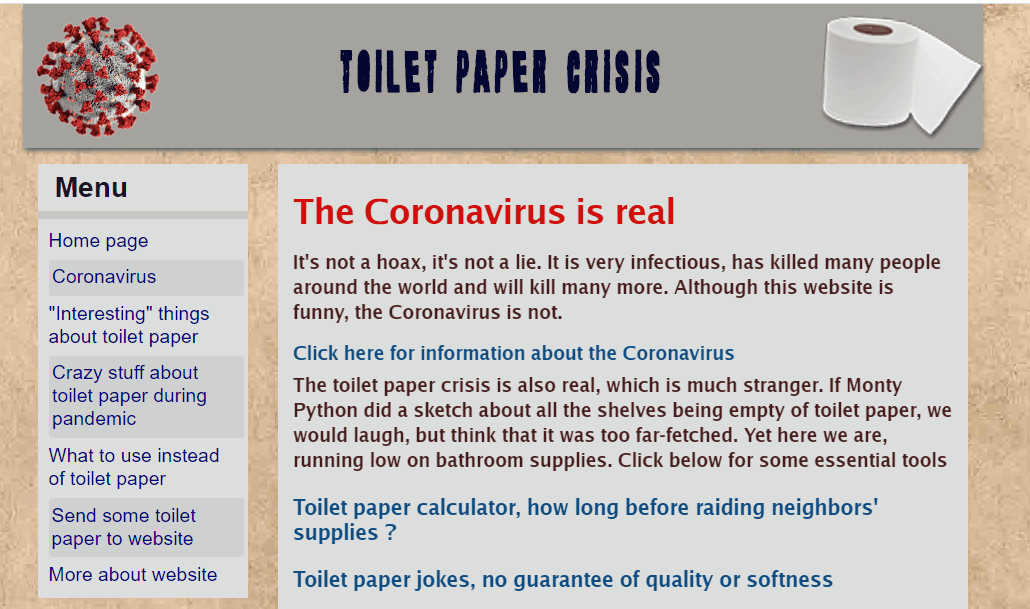 TOILET PAPER CRISIS
Menu
Home page
Coronavirus
"Interesting" things
about toilet paper
Crazy stuff about
toilet paper during
pandemic
What to use instead
of toilet paper
Send some toilet
paper to website
More about website
The Coronavirus is real
It's not a hoax, it's not a lie. It is very infectious, has killed many people
around the world and will kill many more. Although this website is
funny, the Coronavirus is not.
Click here for information about the Coronavirus
The toilet paper crisis is also real, which is much stranger. If Monty
Python did a sketch about all the shelves being empty of toilet paper, we
would laugh, but think that it was too far-fetched. Yet here we are,
running low on bathroom supplies. Click below for some essential tools
Toilet paper calculator, how long before raiding neighbors'
supplies ?
Toilet paper jokes, no guarantee of quality or softness